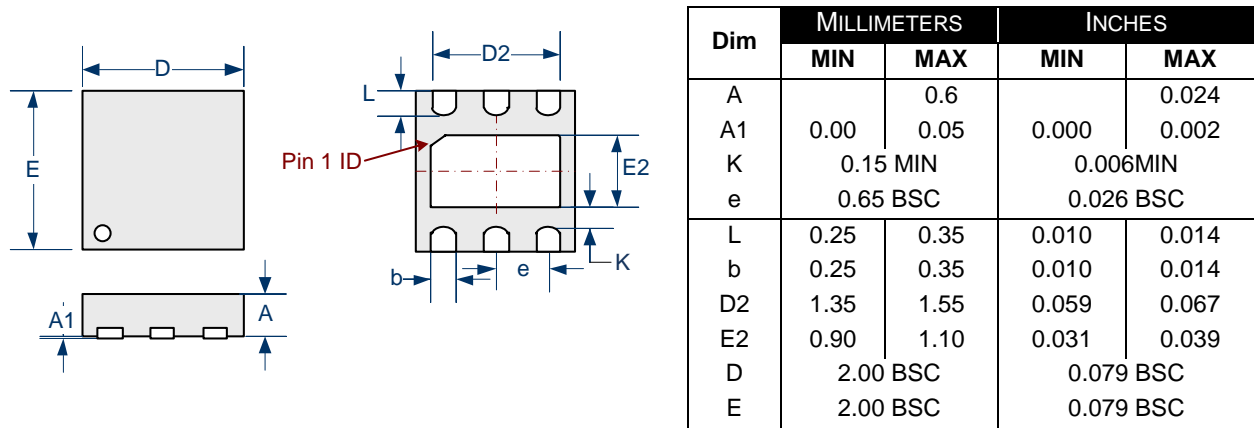 D
E
A1
A
D2
L
Pin 1 ID
E2
K
b
e
Dim MILLIMETERS INCHES
MIN MAX MIN MAX
A 0.6 0.024
A1 0.00 0.05 0.000 0.002
K 0.15 MIN 0.006MIN
e 0.65 BSC 0.026 BSC
L 0.25 0.35 0.010 0.014
b 0.25 0.35 0.010 0.014
D2 1.35 1.55 0.059 0.067
E2 0.90 1.10 0.031 0.039
D 2.00 BSC 0.079 BSC
E 2.00 BSC 0.079 BSC